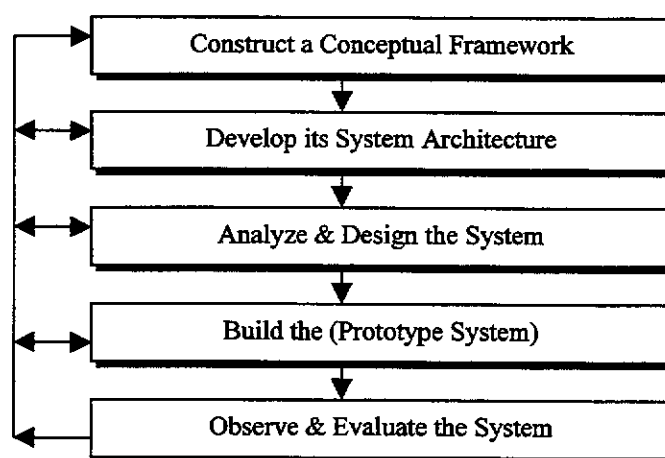 Construct a Conceptual Framework
Develop its System Architecture
Analyze & Design the System
Build the (Prototype System)
Observe & Evaluate the System